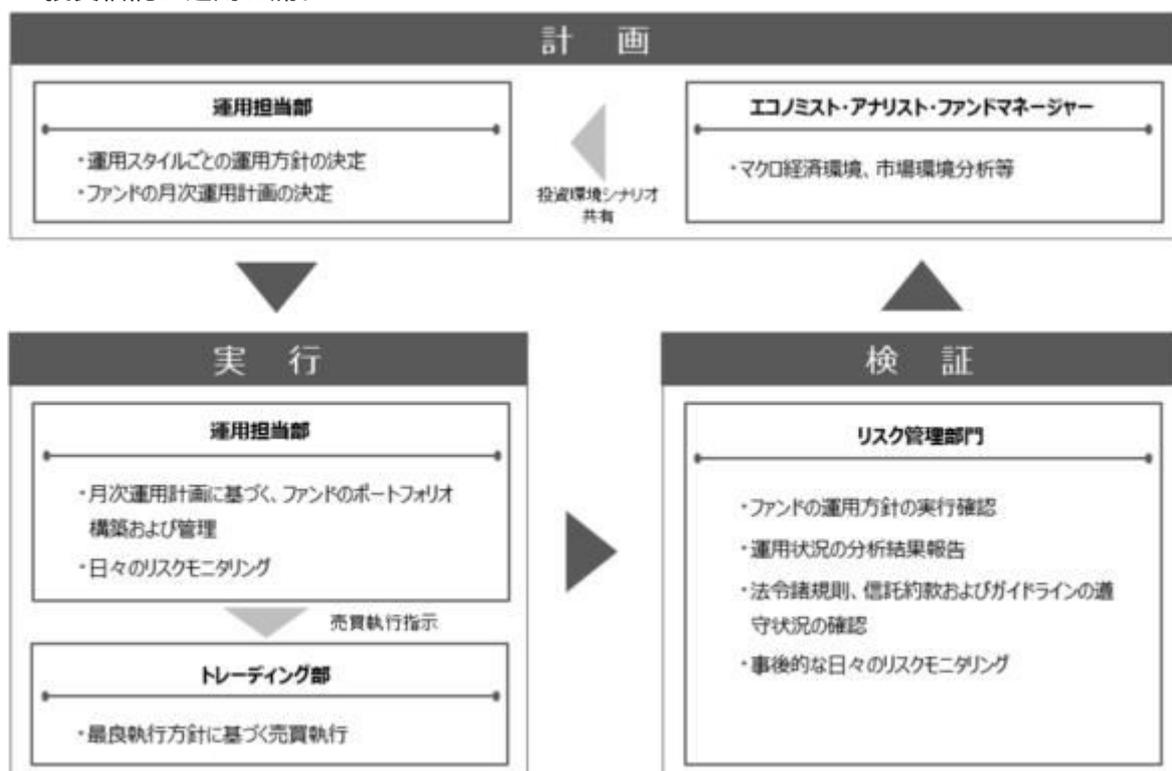 計 画
運用担当部
・運用スタイルごとの運用方針の決定
・ファンドの月次運用計画の決定
投資環境シナリオ
共有
エコノミスト・アナリスト・ファンドマネージャー
・マクロ経済環境、市場環境分析等
実 行
運用担当部
・月次運用計画に基づく、ファンドのポートフォリオ
構築および管理
・日々のリスクモニタリング
売買執行指示
トレーディング部
・最良執行方針に基づく売買執行
検 証
リスク管理部門
・ファンドの運用方針の実行確認
・運用状況の分析結果報告
・法令諸規則、信託約款およびガイドラインの遵
守状況の確認
・事後的な日々のリスクモニタリング